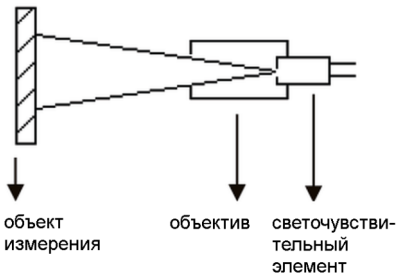 объект
измерения
объектив
светочувстви-
тельный
элемент